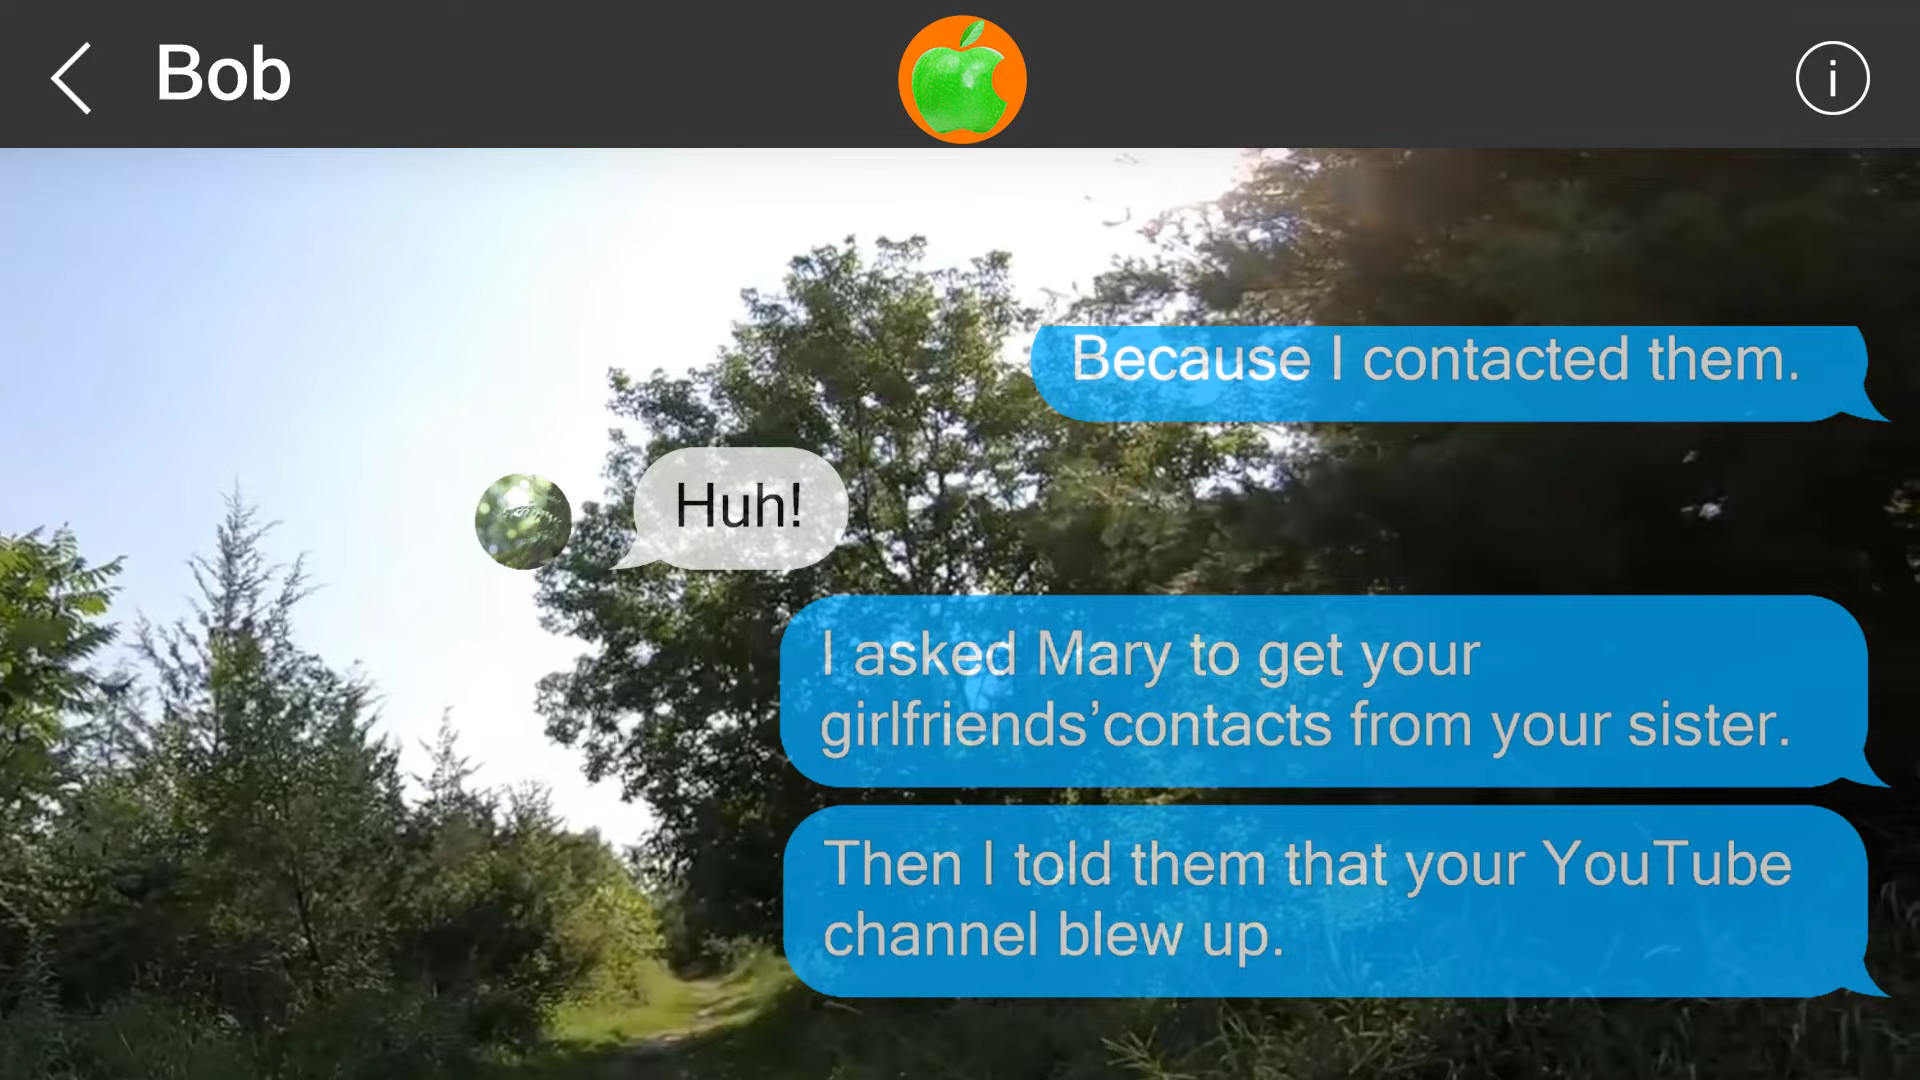 Bob
i
Because I contacted them.
Huh!
I asked Mary to get your
girlfriends’contacts from your sister.
Then I told them that your YouTube
channel blew up.